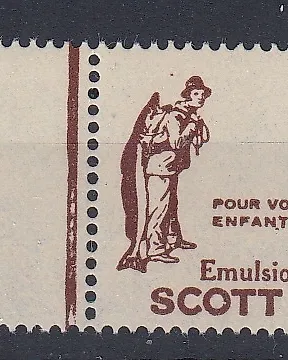 POUR VO
ENFANT
Emulsio
SCOTT